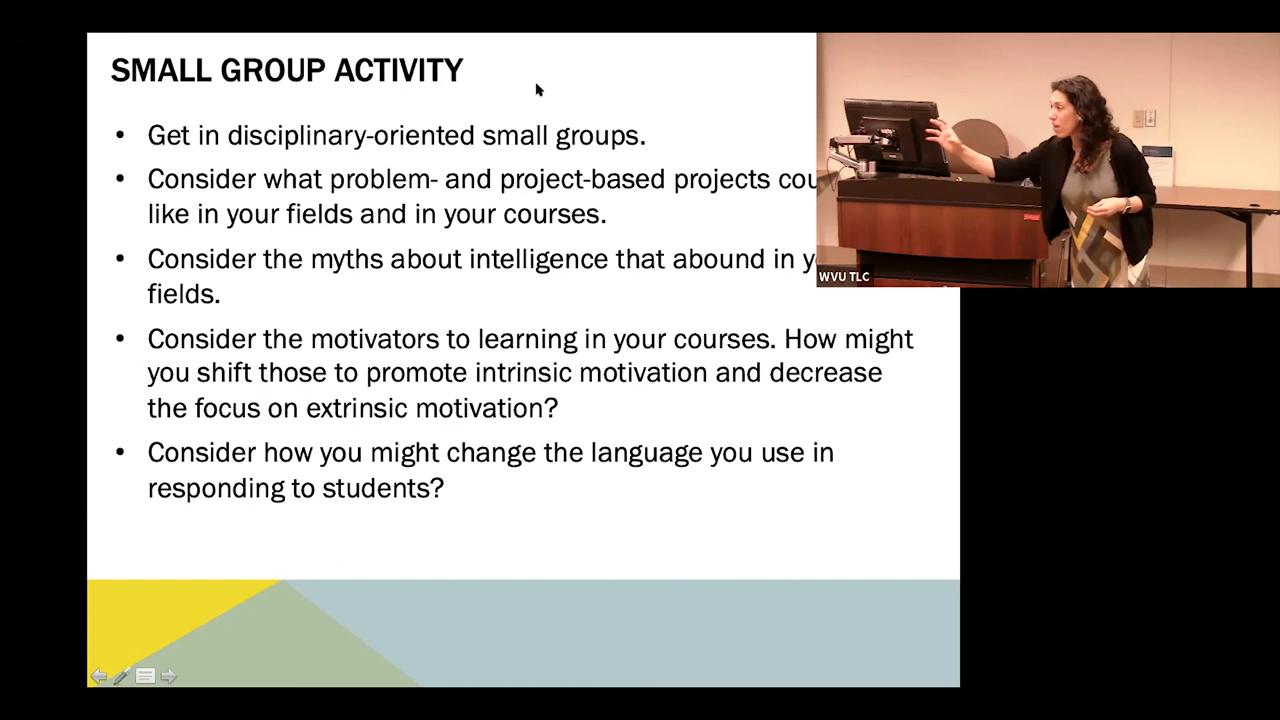 SMALL GROUP ACTIVITY
• Get in disciplinary-oriented small groups.
• Consider what problem- and project-based projects cou
like in your fields and in your courses.
• Consider the myths about intelligence that abound in y
fields.
• Consider the motivators to learning in your courses. How might
you shift those to promote intrinsic motivation and decrease
the focus on extrinsic motivation?
• Consider how you might change the language you use in
responding to students?
WVU TLC